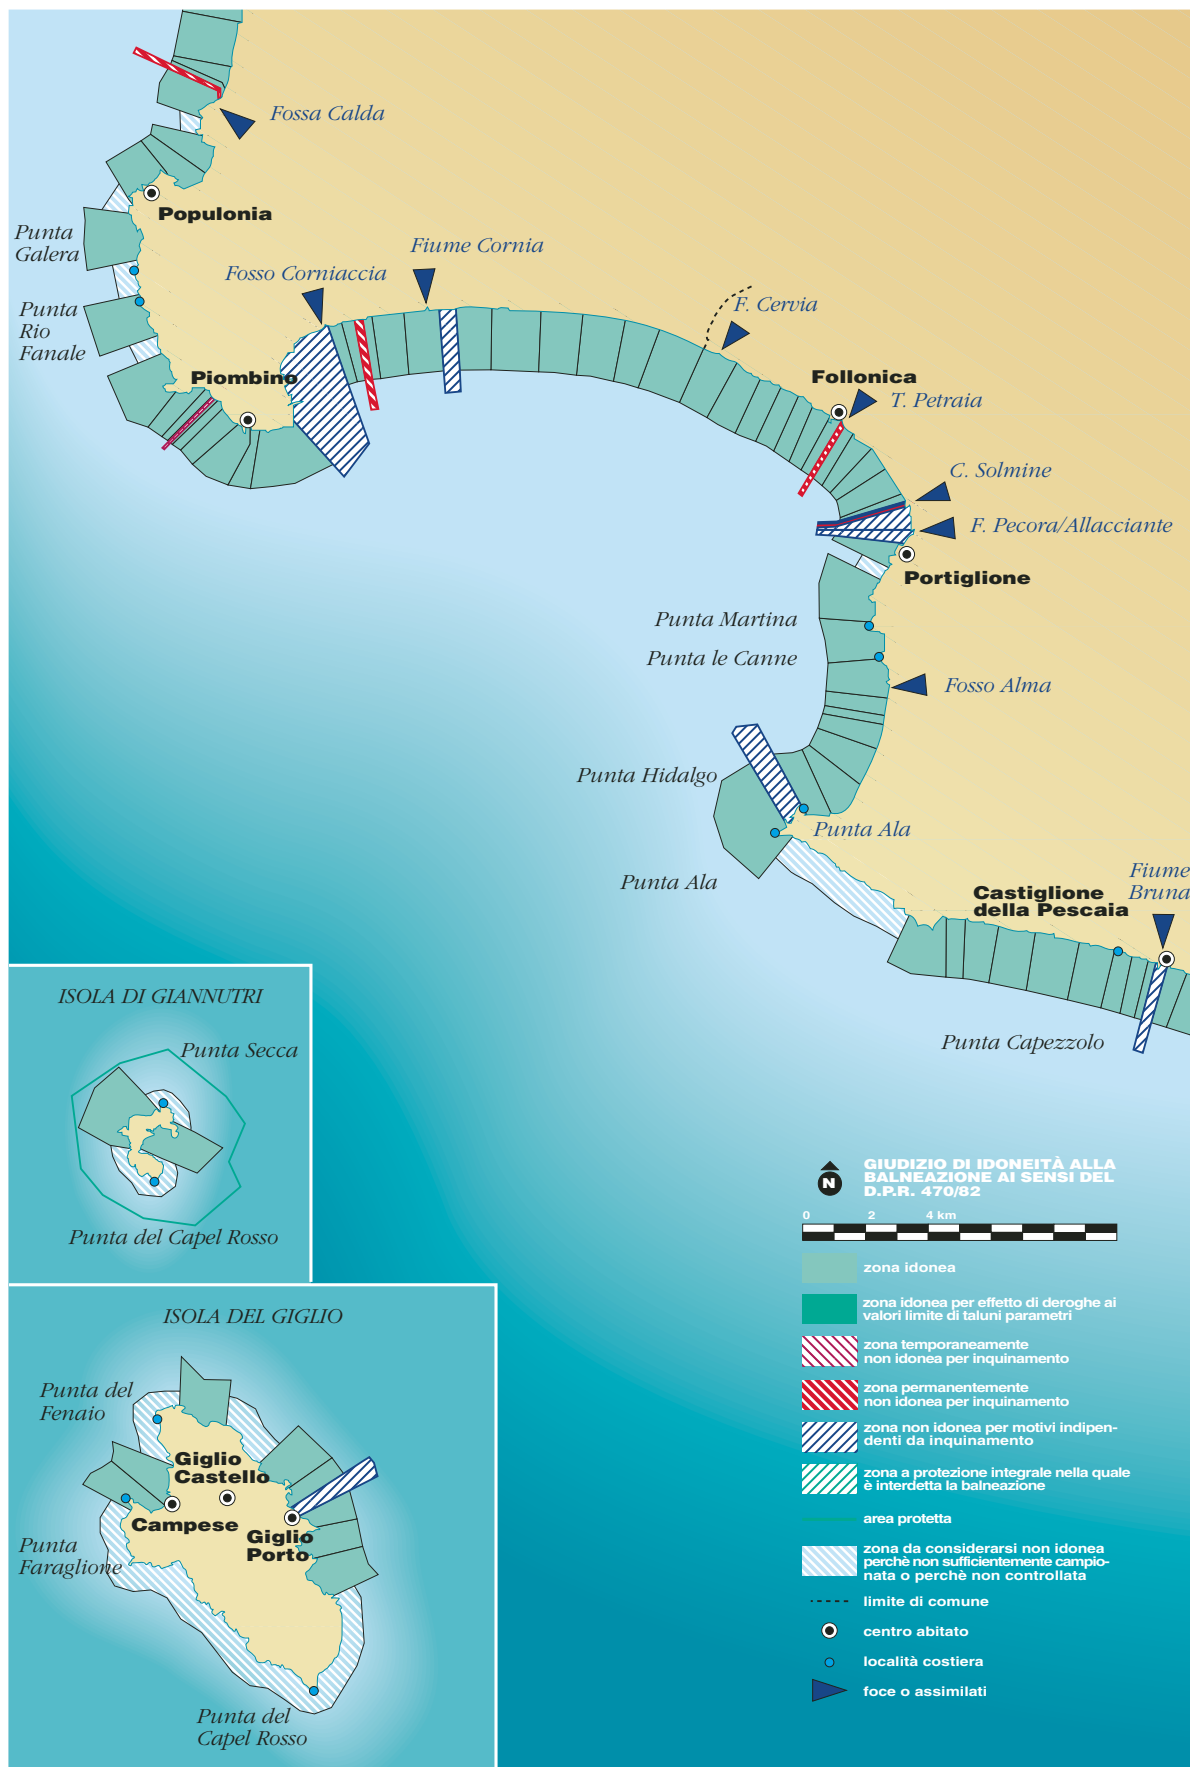 Fossa Calda
Populonia
Punta
Galera
Fiume Cornia
Fosso Corniaccia
Punta
Rio
Fanale
F. Cervia
Piombino
Follonica
T. Petraia
C. Solmine
F. Pecora/Allacciante
Portiglione
Punta Martina
Punta le Canne
Fosso Alma
Punta Hidalgo
Punta Ala
Punta Ala
Fiume
Bruna
Castiglione
della Pescaia
Punta Capezzolo
ISOLA DI GIANNUTRI
Punta Secca
Punta del Capel Rosso
ISOLA DEL GIGLIO
Punta del
Fenaio
Giglio
Castello
Campese
Giglio
Porto
Punta
Faraglione
Punta del
Capel Rosso
N
GIUDIZIO DI IDONEITÀ ALLA
BALNEAZIONE AI SENSI DEL
D.P.R. 470/82
0 2 4 km
zona idonea
zona idonea per effetto di deroghe ai
valori limite di taluni parametri
zona temporaneamente
non idonea per inquinamento
zona permanentemente
non idonea per inquinamento
zona non idonea per motivi indipen-
denti da inquinamento
zona a protezione integrale nella quale
è interdetta la balneazione
area protetta
zona da considerarsi non idonea
perchè non sufficientemente campio-
nata o perchè non controllata
limite di comune
centro abitato
località costiera
foce o assimilati